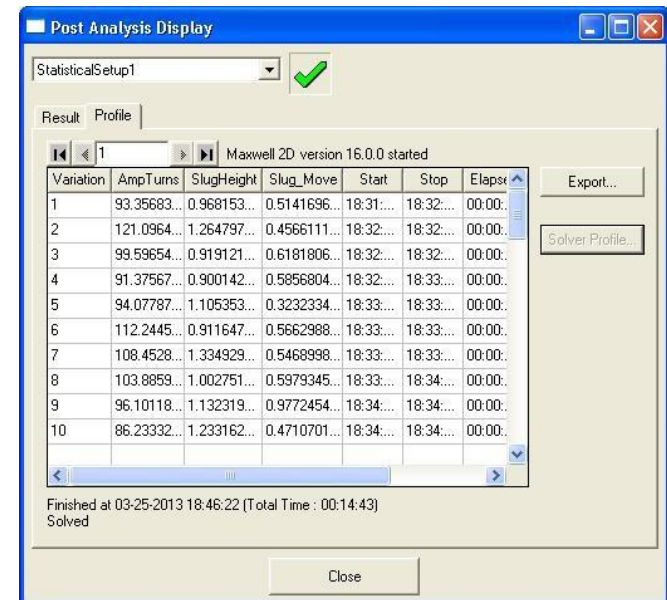 Post Analysis Display
StatisticalSetup1
Result Profile
1 Maxwell 2D version 16.0.0 started
Variation AmpTurns SlugHeight Slug_Move Start Stop Elapse
1 93.35683... 0.968153... 0.5141696... 18:31:... 18:32:... 00:00:.
2 121.0964... 1.264797... 0.4566111... 18:32:... 18:32:... 00:00:.
3 99.59654... 0.919121... 0.6181806... 18:32:... 18:32:... 00:00:.
4 91.37567... 0.900142... 0.5856804... 18:32:... 18:33:... 00:00:.
5 94.07787... 1.105353... 0.3232334... 18:33:... 18:33:... 00:00:.
6 112.2445... 0.911647... 0.5662988... 18:33:... 18:33:... 00:00:.
7 108.4528... 1.334929... 0.5468998... 18:33:... 18:33:... 00:00:.
8 103.8859... 1.002751... 0.5979345... 18:33:... 18:34:... 00:00:.
9 96.10118... 1.132319... 0.9772454... 18:34:... 18:34:... 00:00:.
10 86.23332... 1.233162... 0.4710701... 18:34:... 18:34:... 00:00:.
Export...
Solver Profile...
Finished at 03-25-2013 18:46:22 (Total Time : 00:14:43)
Solved
Close